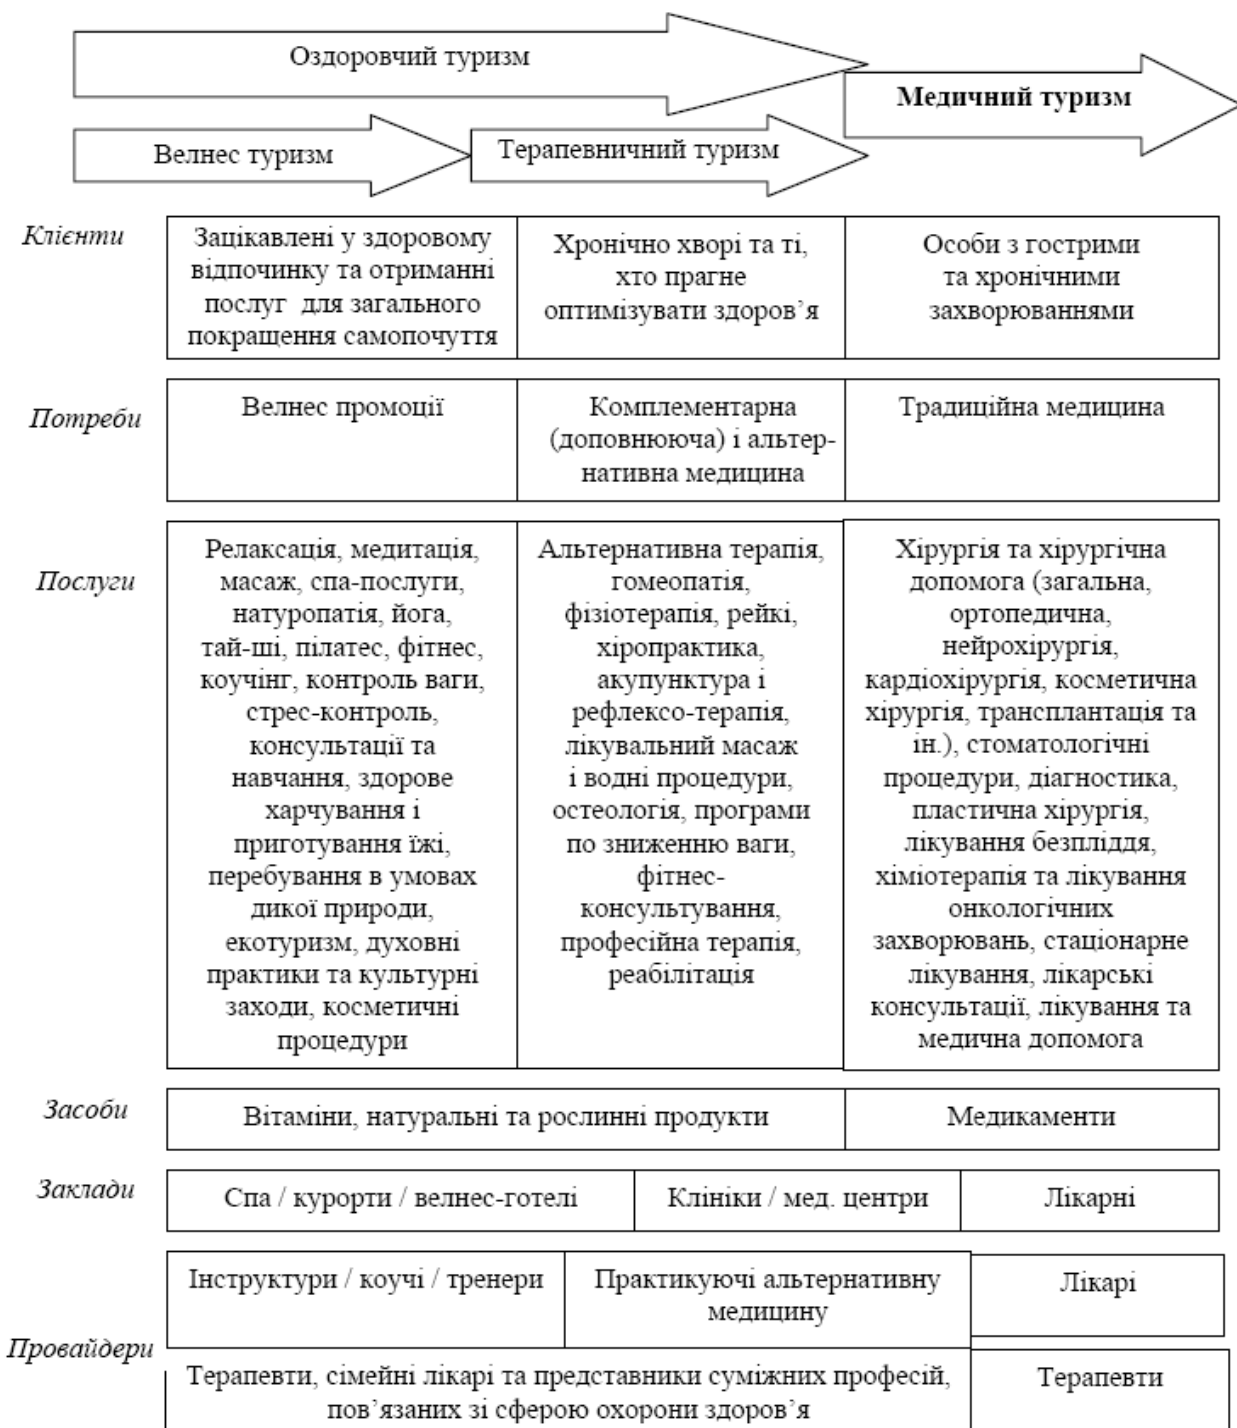 Оздоровчий туризм
Медичний туризм
Велнес туризм
Терапевничний туризм
Клієнти
Зацікавлені у здоровому
відпочинку та отриманні
послуг для загального
покращення самопочуття
Хронічно хворі та ті,
хто прагне
оптимізувати здоров’я
Особи з гострими
та хронічними
захворюваннями
Потреби
Велнес промоції
Комплементарна
(доповнююча) і альтер-
нативна медицина
Традиційна медицина
Послуги
Релаксація, медитація,
масаж, спа-послуги,
натуропатія, йога,
тай-ші, пілатес, фітнес,
коучінг, контроль ваги,
стрес-контроль,
консультації та
навчання, здорове
харчування і
приготування їжі,
перебування в умовах
дикої природи,
екотуризм, духовні
практики та культурні
заходи, косметичні
процедури
Альтернативна терапія,
гомеопатія,
фізіотерапія, рейкі,
хіропрактика,
акупунктура і
рефлексо-терапія,
лікувальний масаж
і водні процедури,
остеологія, програми
по зниженню ваги,
фітнес-
консультування,
професійна терапія,
реабілітація
Хірургія та хірургічна
допомога (загальна,
ортопедична,
нейрохірургія,
кардіохірургія, косметична
хірургія, трансплантація та
ін.), стоматологічні
процедури, діагностика,
пластична хірургія,
лікування безпліддя,
хіміотерапія та лікування
онкологічних
захворювань, стаціонарне
лікування, лікарські
консультації, лікування та
медична допомога
Засоби
Вітаміни, натуральні та рослинні продукти
Медикаменти
Заклади
Спа / курорти / велнес-готелі
Клініки / мед. центри
Лікарні
Провайдери
Інструктури / коучі / тренери
Практикуючі альтернативну
медицину
Лікарі
Терапевти, сімейні лікарі та представники суміжних професій,
пов’язаних зі сферою охорони здоров’я
Терапевти